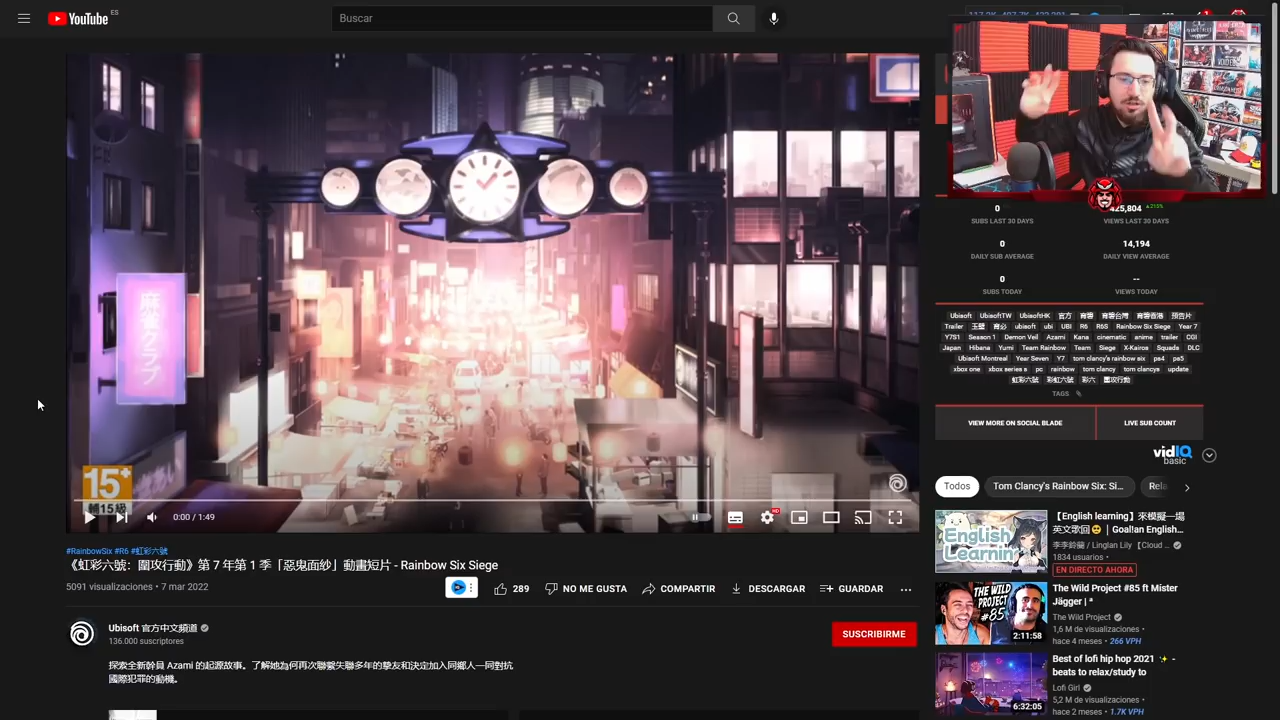 YouTube ES
Buscar
麻雀クラブ
15+
輔15級
0:00 / 1:49
HD
#RainbowSix #R6 #虹彩六號
《虹彩六號：圍攻行動》第 7 年第 1 季「惡鬼面紗」動畫短片 - Rainbow Six Siege
5091 visualizaciones • 7 mar 2022
289
NO ME GUSTA
COMPARTIR
DESCARGAR
GUARDAR
Ubisoft 官方中文頻道
136.000 suscriptores
SUSCRIBIRME
探索全新幹員 Azami 的起源故事。了解她為何再次聯繫失聯多年的摯友和決定加入同鄉人一同對抗
國際犯罪的動機。
0
SUBS LAST 30 DAYS
425,804 ▲215%
VIEWS LAST 30 DAYS
0
DAILY SUB AVERAGE
14,194
DAILY VIEW AVERAGE
0
SUBS TODAY
--
VIEWS TODAY
Ubisoft UbisoftTW UbisoftHK 官方 育碧 育碧台灣 育碧香港 預告片
Trailer 玉壁 育必 ubisoft ubi UBI R6 R6S Rainbow Six Siege Year 7
Y7S1 Season 1 Demon Veil Azami Kana cinematic anime trailer CGI
Japan Hibana Yumi Team Rainbow Team Siege X-Kairos Squads DLC
Ubisoft Montreal Year Seven Y7 tom clancy's rainbow six ps4 ps5
xbox one xbox series s pc rainbow tom clancy tom clancys update
虹彩六號 彩虹六號 彩六 圍攻行動
TAGS
VIEW MORE ON SOCIAL BLADE
LIVE SUB COUNT
vidIQ
basic
Todos
Tom Clancy's Rainbow Six: Si...
Rela
【English learning】來模擬一場
英文歌回
| Goal!an English...
李李鈴蘭 / Linglan Lily 【Cloud ...
1834 usuarios •
EN DIRECTO AHORA
English
Learnin
The Wild Project #85 ft Míster
Jägger | ª
The Wild Project
1,6 M de visualizaciones •
hace 4 meses • 266 VPH
THE WILD
PROJECT
#85
2:11:58
Best of lofi hip hop 2021 ✨ -
beats to relax/study to
Lofi Girl
5,2 M de visualizaciones •
hace 2 meses • 1.7K VPH
6:32:05